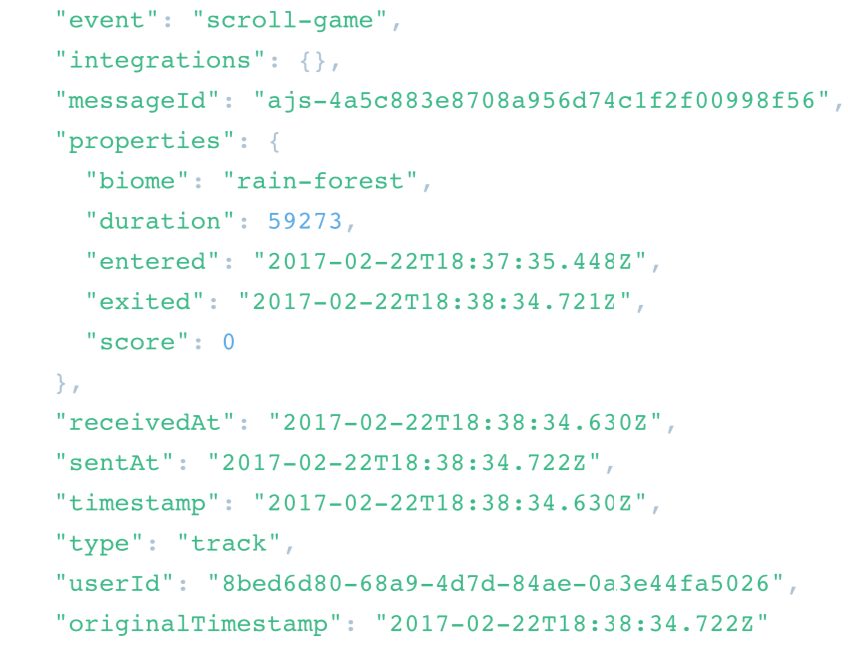 "event": "scroll-game",
"integrations": {},
"messageId": "ajs-4a5c883e8708a956d74c1f2f00998f56",
"properties": {
"biome": "rain-forest",
"duration": 59273,
"entered": "2017-02-22T18:37:35.448Z",
"exited": "2017-02-22T18:38:34.721Z",
"score": 0
},
"receivedAt": "2017-02-22T18:38:34.630Z",
"sentAt": "2017-02-22T18:38:34.722Z",
"timestamp": "2017-02-22T18:38:34.630Z",
"type": "track",
"userId": "8bed6d80-68a9-4d7d-84ae-0a3e44fa5026",
"originalTimestamp": "2017-02-22T18:38:34.722Z"